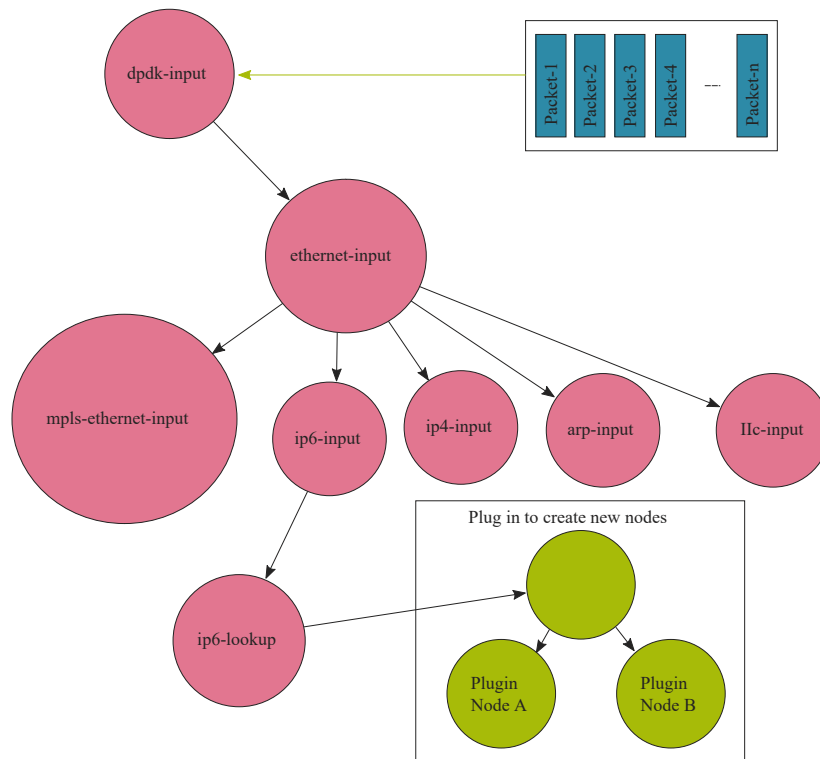 dpdk-input
Packet-1
Packet-2
Packet-3
Packet-4
Packet-n
ethernet-input
mpls-ethernet-input
ip6-input
ip4-input
arp-input
IIc-input
Plug in to create new nodes
ip6-lookup
Plugin
Node A
Plugin
Node B